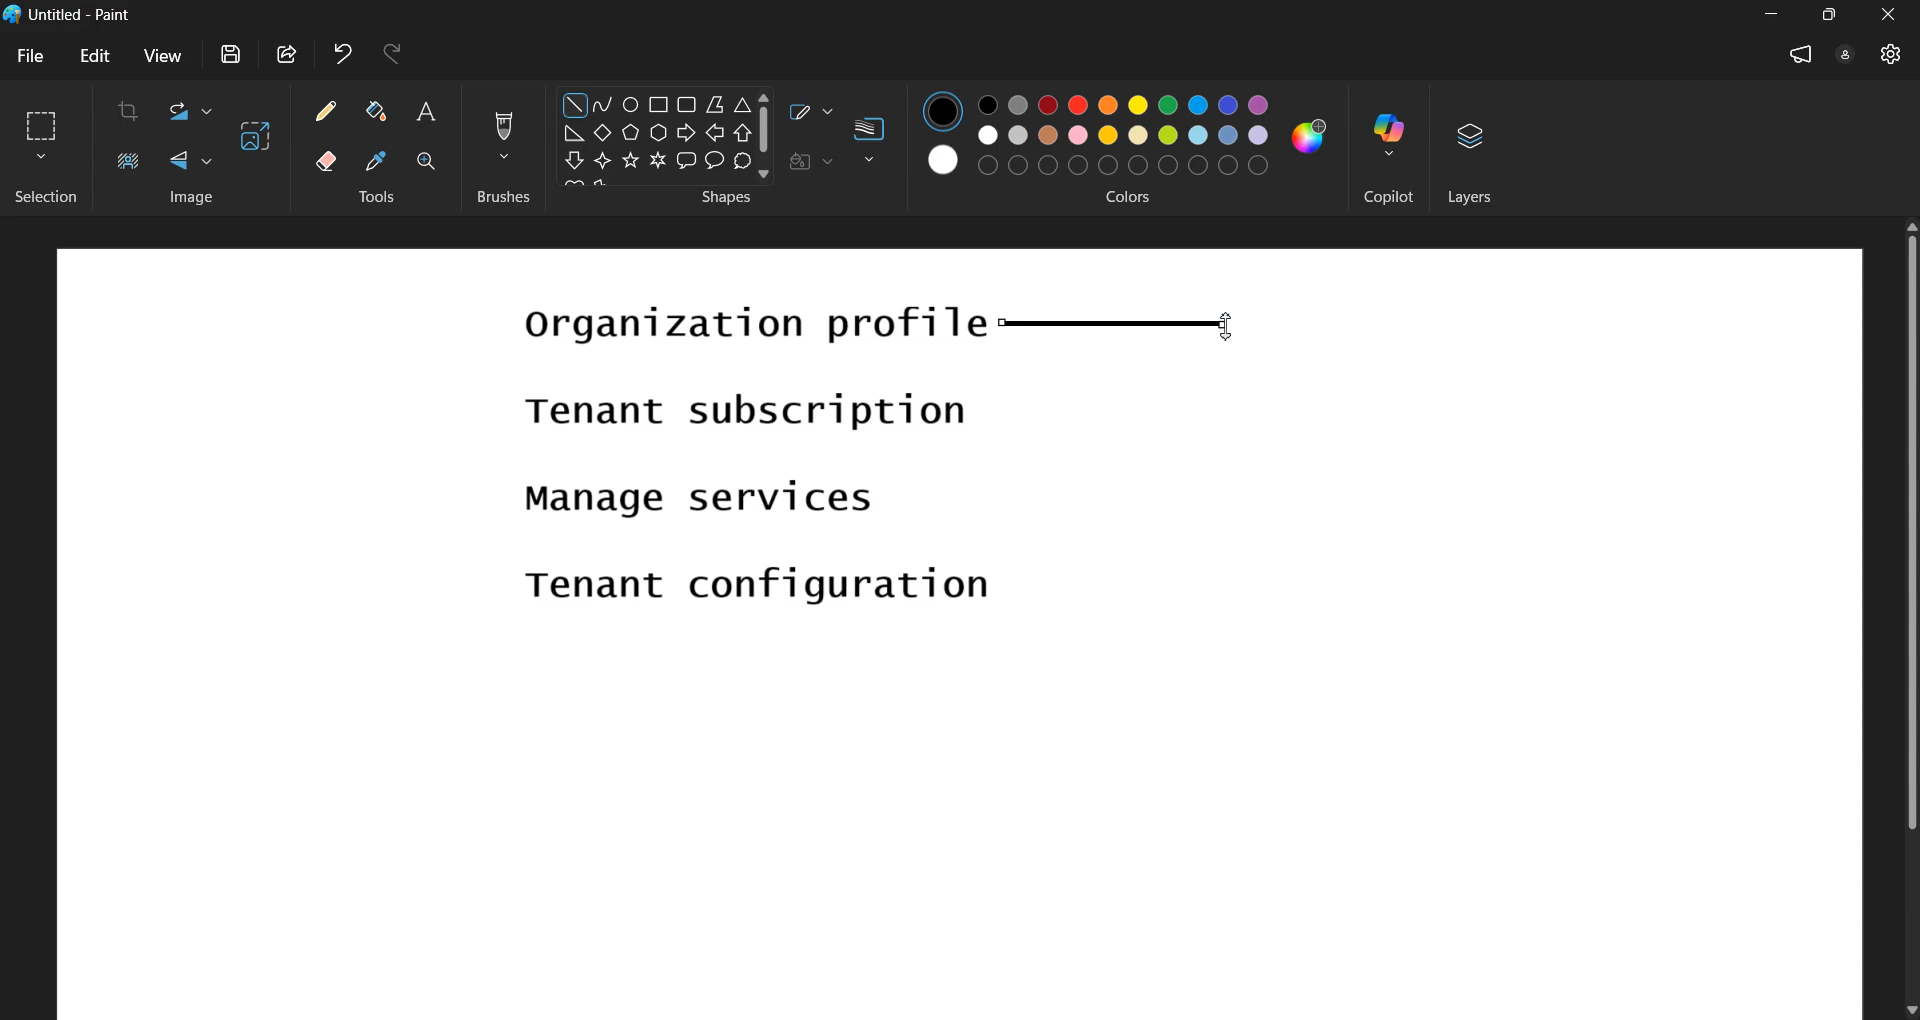 Untitled - Paint
File Edit View
Selection Image Tools Brushes Shapes Colors Copilot Layers
Organization profile
Tenant subscription
Manage services
Tenant configuration